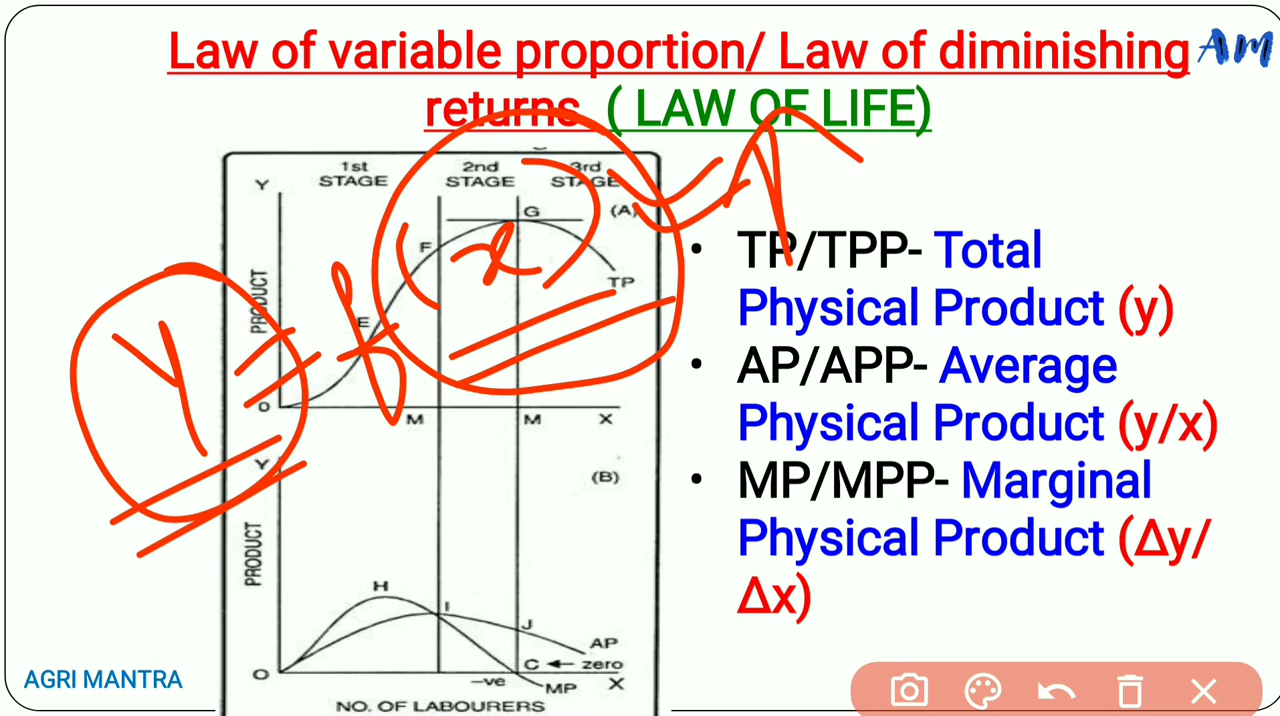 Law of variable proportion/ Law of diminishing
returns ( LAW OF LIFE)
AM
1st STAGE
2nd STAGE
3rd STAGE
Y
G
(A)
F
TP
PRODUCT
E
O
M
M
X
Y = f (x)
Y
(B)
PRODUCT
H
I
J
AP
O
C ← zero
-ve
MP
X
NO. OF LABOURERS
• TP/TPP- Total
Physical Product (y)
• AP/APP- Average
Physical Product (y/x)
• MP/MPP- Marginal
Physical Product (Δy/
Δx)
AGRI MANTRA